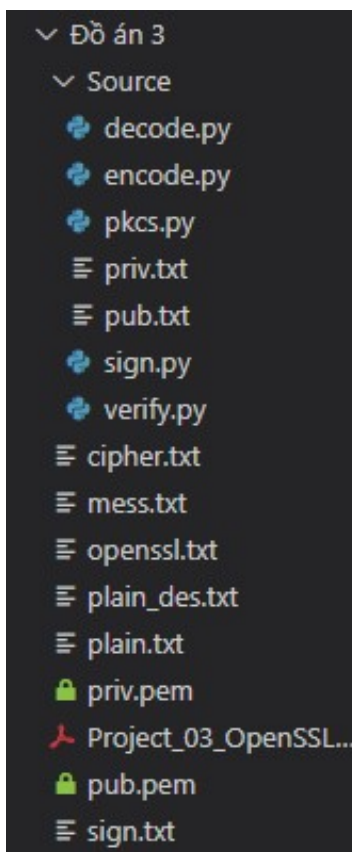 Đồ án 3
Source
decode.py
encode.py
pkcs.py
priv.txt
pub.txt
sign.py
verify.py
cipher.txt
mess.txt
openssl.txt
plain_des.txt
plain.txt
priv.pem
Project_03_OpenSSL...
pub.pem
sign.txt